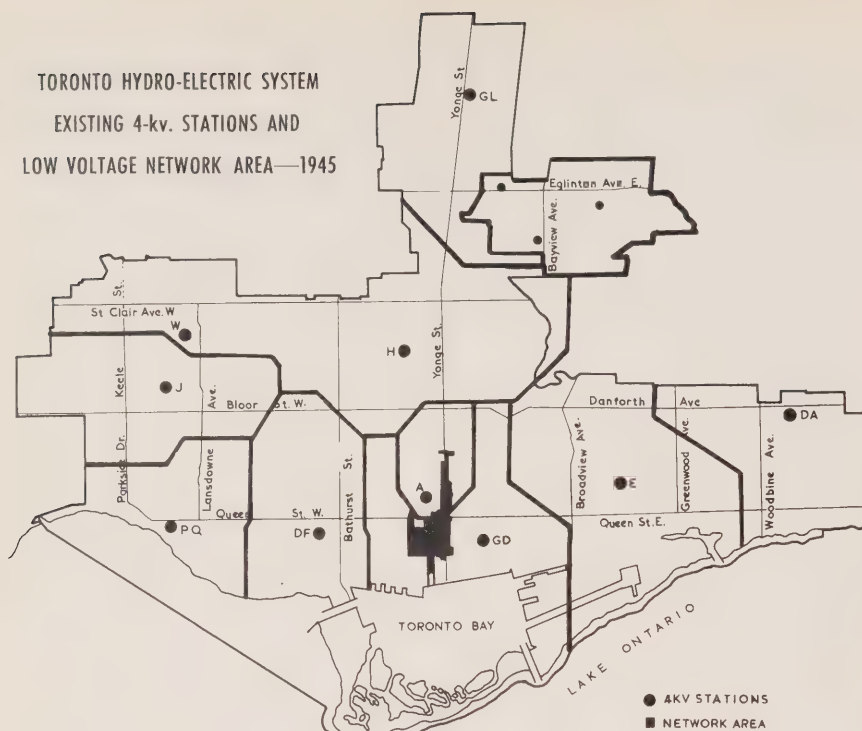 TORONTO HYDRO-ELECTRIC SYSTEM
EXISTING 4-kv. STATIONS AND
LOW VOLTAGE NETWORK AREA—1945
Yonge St
GL
Eglinton Ave. E.
Bayview Ave.
St Clair Ave. W
W
H
Yonge St.
Keele St.
J
Lansdowne Ave.
Bloor St. W.
Danforth Ave
DA
Parkside Dr.
Bathurst St.
A
Broadview Ave.
E
Greenwood Ave.
Woodbine Ave.
Queen St. W.
Queen St. E.
PQ
DF
GD
TORONTO BAY
LAKE ONTARIO
4KV STATIONS
NETWORK AREA